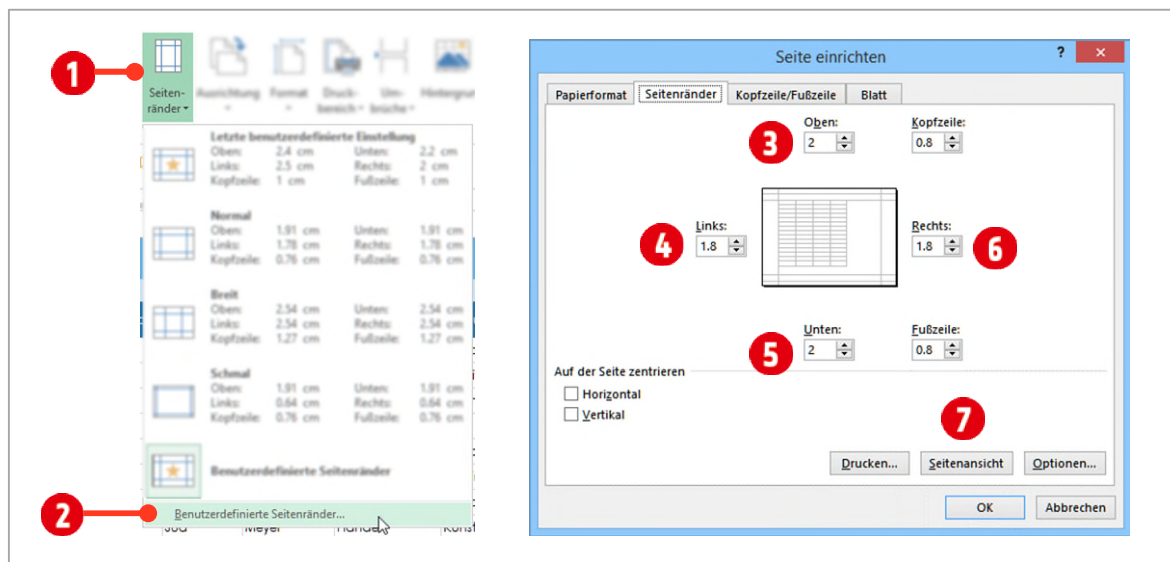 1
Seiten-
ränder
Ausrichtung
Format
Druck-
bereich
Um-
brüche
Letzte benutzerdefinierte Einstellung
Oben: 2.4 cm Unten: 2.2 cm
Links: 2.5 cm Rechts: 2 cm
Kopfzeile: 1 cm Fußzeile: 1 cm
Normal
Oben: 1.91 cm Unten: 1.91 cm
Links: 1.78 cm Rechts: 1.78 cm
Kopfzeile: 0.76 cm Fußzeile: 0.76 cm
Breit
Oben: 2.54 cm Unten: 2.54 cm
Links: 2.54 cm Rechts: 2.54 cm
Kopfzeile: 1.27 cm Fußzeile: 1.27 cm
Schmal
Oben: 1.91 cm Unten: 1.91 cm
Links: 0.64 cm Rechts: 0.64 cm
Kopfzeile: 0.76 cm Fußzeile: 0.76 cm
Benutzerdefinierte Seitenränder
2
Benutzerdefinierte Seitenränder...
Seite einrichten
? ×
Papierformat Seitenränder Kopfzeile/Fußzeile Blatt
Oben: Kopfzeile:
3 2 0.8
Links: Rechts:
4 1.8 1.8 6
Unten: Fußzeile:
5 2 0.8
Auf der Seite zentrieren
Horizontal
Vertikal
7
Drucken... Seitenansicht Optionen...
OK Abbrechen